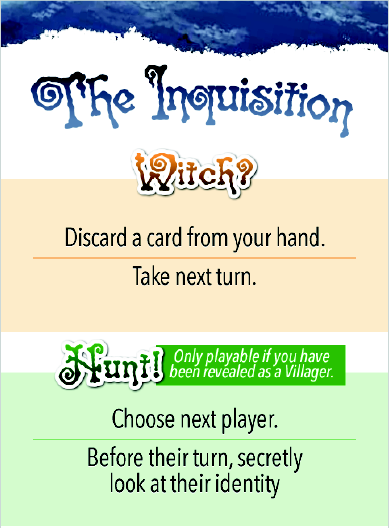 The Inquisition
Witch?
Discard a card from your hand.
Take next turn.
Hunt!
Only playable if you have
been revealed as a Villager.
Choose next player.
Before their turn, secretly
look at their identity